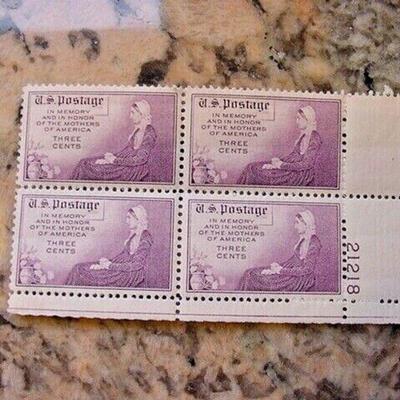 U.S. Postage
IN MEMORY
AND IN HONOR
OF THE MOTHERS
OF AMERICA
THREE
CENTS
U.S. Postage
IN MEMORY
AND IN HONOR
OF THE MOTHERS
OF AMERICA
THREE
CENTS
U.S. Postage
IN MEMORY
AND IN HONOR
OF THE MOTHERS
OF AMERICA
THREE
CENTS
U.S. Postage
IN MEMORY
AND IN HONOR
OF THE MOTHERS
OF AMERICA
THREE
CENTS
21218